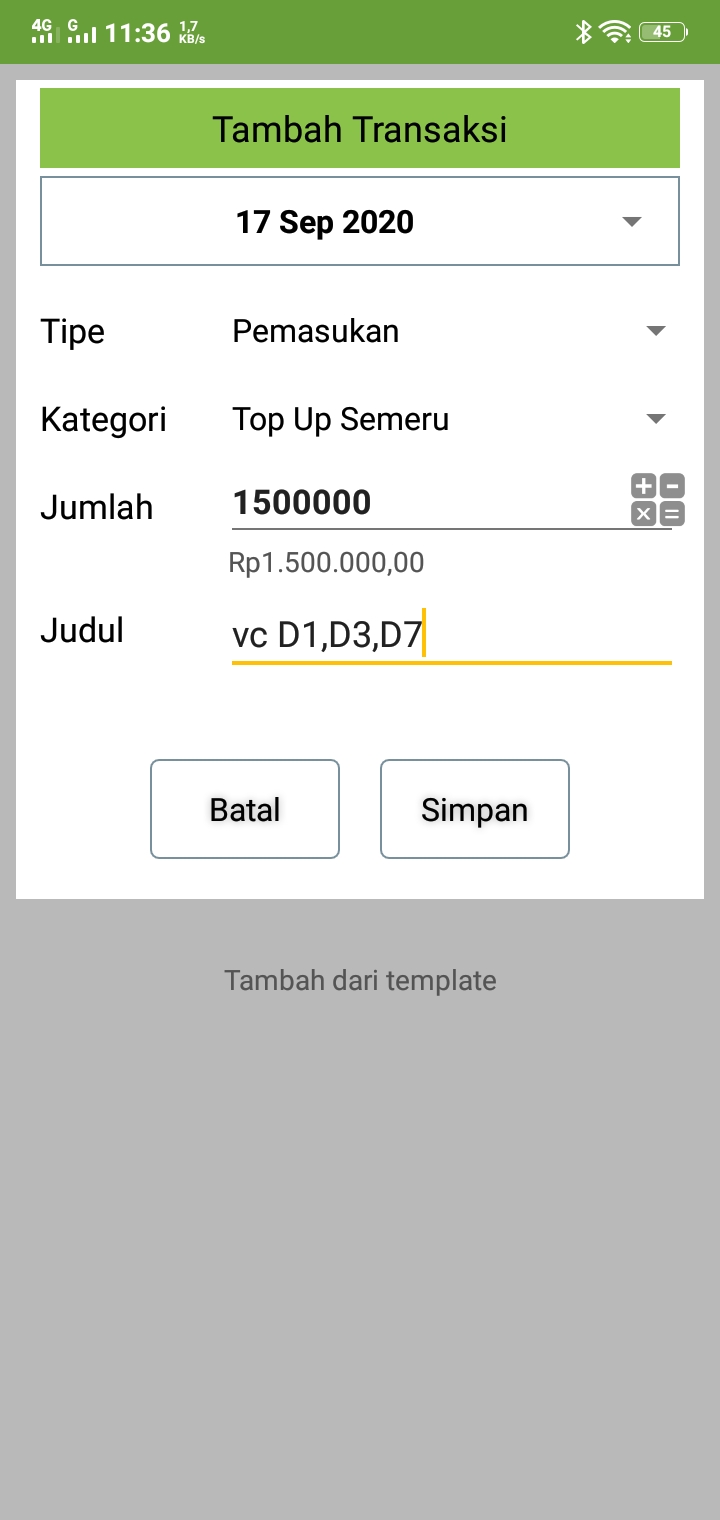 4G G 11:36 1,7 KB/s 45
Tambah Transaksi
17 Sep 2020
Tipe Pemasukan
Kategori Top Up Semeru
Jumlah 1500000
Rp1.500.000,00
Judul vc D1,D3,D7
Batal Simpan
Tambah dari template